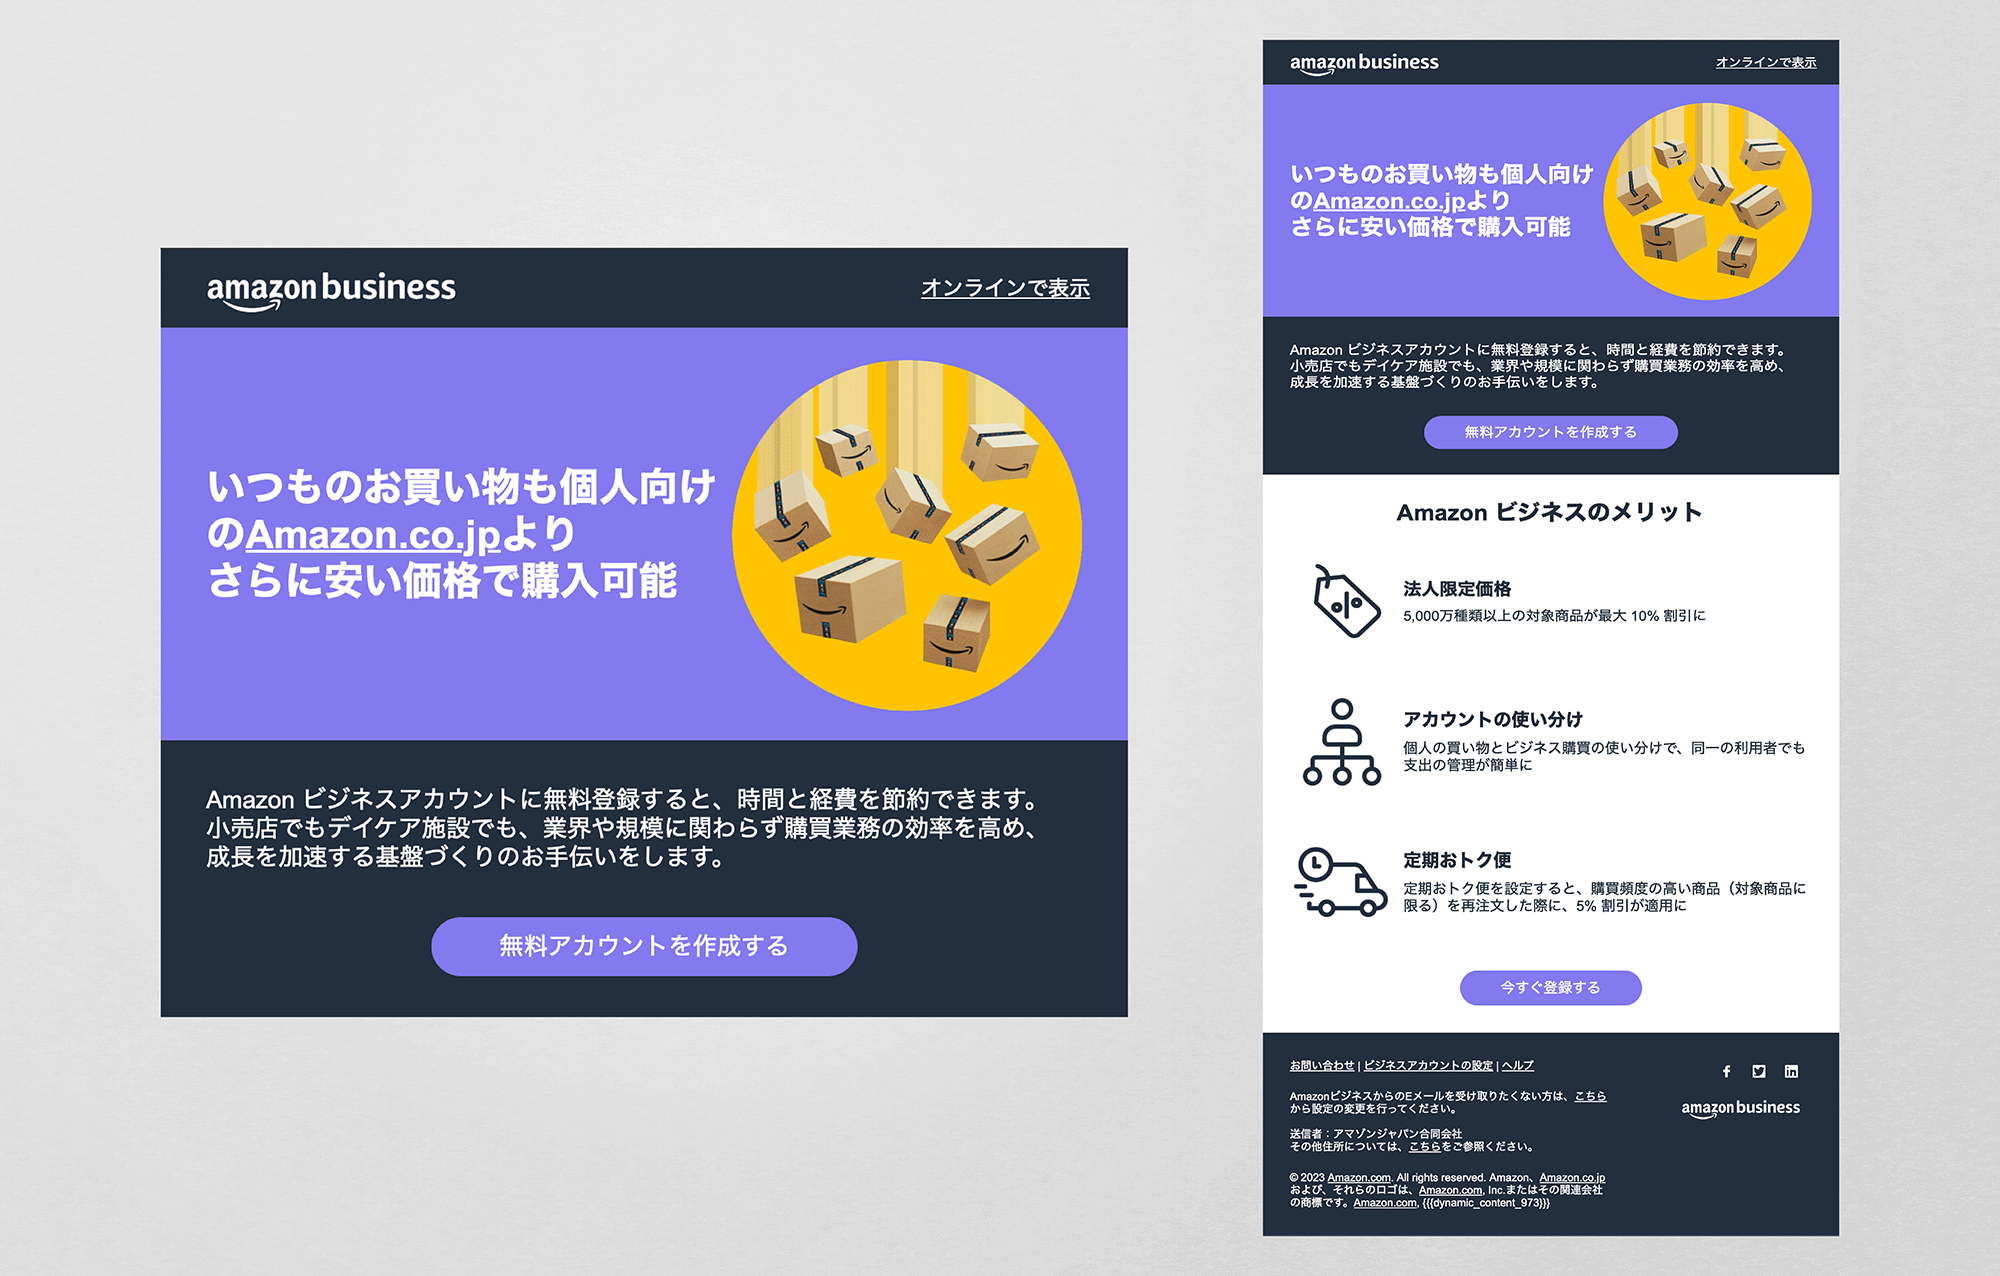 amazon business
オンラインで表示
いつものお買い物も個人向け
のAmazon.co.jpより
さらに安い価格で購入可能
Amazon ビジネスアカウントに無料登録すると、時間と経費を節約できます。
小売店でもデイケア施設でも、業界や規模に関わらず購買業務の効率を高め、
成長を加速する基盤づくりのお手伝いをします。
無料アカウントを作成する
amazon business
オンラインで表示
いつものお買い物も個人向け
のAmazon.co.jpより
さらに安い価格で購入可能
Amazon ビジネスアカウントに無料登録すると、時間と経費を節約できます。
小売店でもデイケア施設でも、業界や規模に関わらず購買業務の効率を高め、
成長を加速する基盤づくりのお手伝いをします。
無料アカウントを作成する
Amazon ビジネスのメリット
法人限定価格
5,000万種類以上の対象商品が最大 10% 割引に
アカウントの使い分け
個人の買い物とビジネス購買の使い分けで、同一の利用者でも
支出の管理が簡単に
定期おトク便
定期おトク便を設定すると、購買頻度の高い商品（対象商品に
限る）を再注文した際に、5% 割引が適用に
今すぐ登録する
お問い合わせ | ビジネスアカウントの設定 | ヘルプ
AmazonビジネスからのEメールを受け取りたくない方は、こちら
から設定の変更を行ってください。
送信者：アマゾンジャパン合同会社
その他住所については、こちらをご参照ください。
© 2023 Amazon.com. All rights reserved. Amazon、Amazon.co.jp
および、それらのロゴは、Amazon.com, Inc.またはその関連会社
の商標です。Amazon.com, {{{dynamic_content_973}}}
amazon business